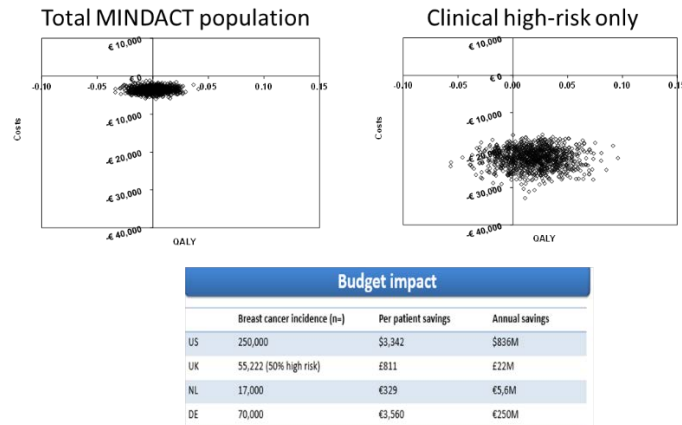 Total MINDACT population
€ 10,000
€ 0
-0.10 -0.05 0.05 0.10 0.15
-€ 10,000
-€ 20,000
-€ 30,000
-€ 40,000
Costs
QALY
Clinical high-risk only
€ 10,000
€ 0
-0.10 -0.05 0.00 0.05 0.10 0.15
-€ 10,000
-€ 30,000
-€ 40,000
Costs
QALY
Budget impact
Breast cancer incidence (n=) Per patient savings Annual savings
US 250,000 $3,342 $836M
UK 55,222 (50% high risk) £811 £22M
NL 17,000 €329 €5,6M
DE 70,000 €3,560 €250M